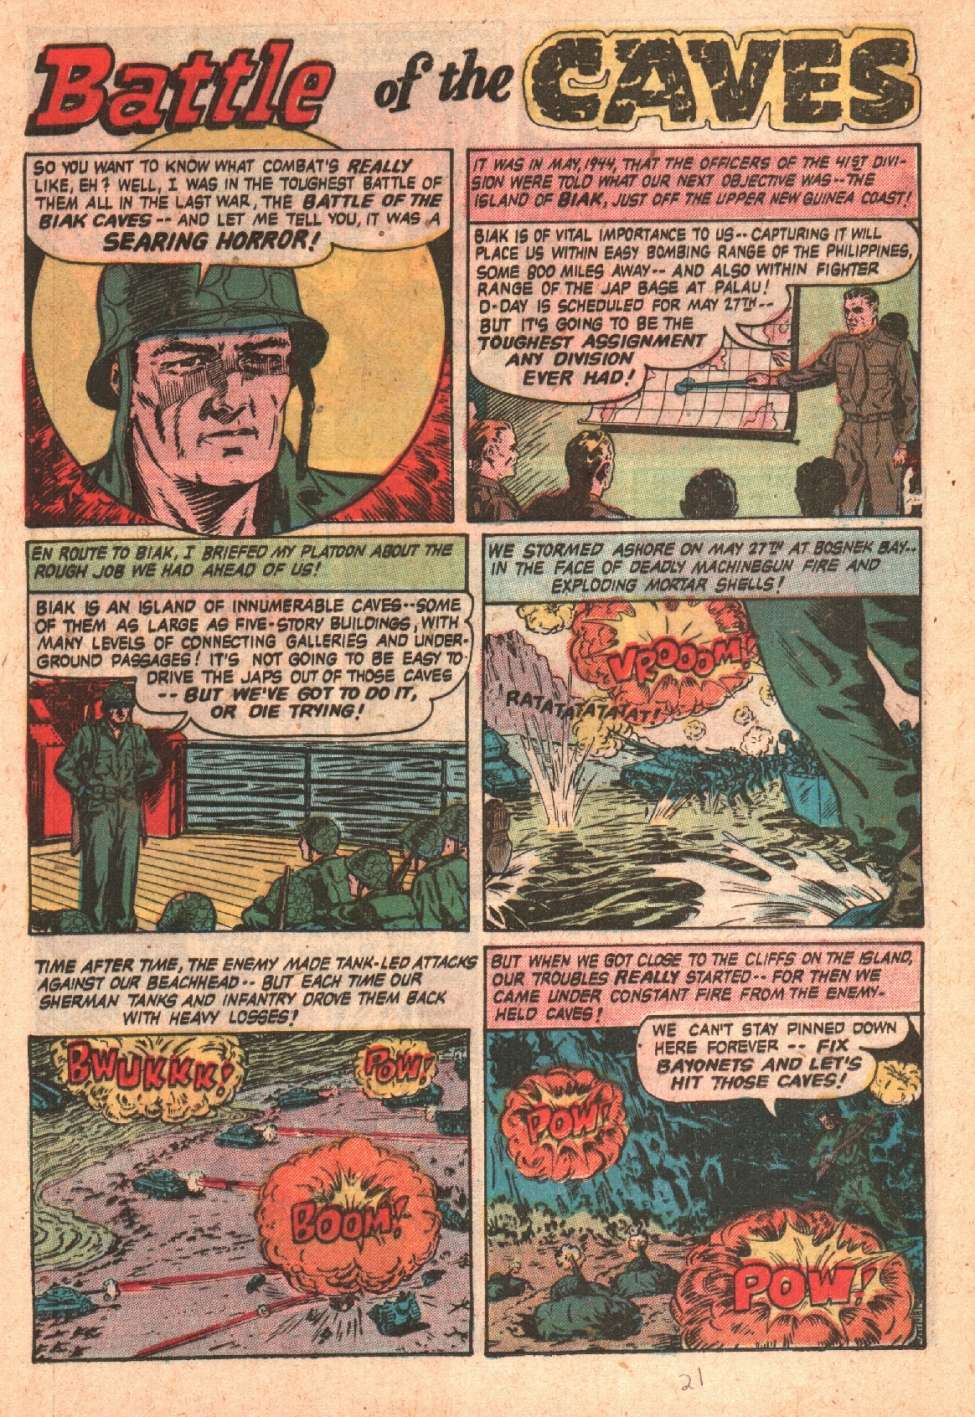 Battle of the CAVES
SO YOU WANT TO KNOW WHAT COMBAT'S REALLY
LIKE, EH? WELL, I WAS IN THE TOUGHEST BATTLE OF
THEM ALL IN THE LAST WAR, THE BATTLE OF THE
BIAK CAVES -- AND LET ME TELL YOU, IT WAS A
SEARING HORROR!
IT WAS IN MAY, 1944, THAT THE OFFICERS OF THE 41ST DIVI-
SION WERE TOLD WHAT OUR NEXT OBJECTIVE WAS -- THE
ISLAND OF BIAK, JUST OFF THE UPPER NEW GUINEA COAST!
BIAK IS OF VITAL IMPORTANCE TO US -- CAPTURING IT WILL
PLACE US WITHIN EASY BOMBING RANGE OF THE PHILIPPINES,
SOME 800 MILES AWAY -- AND ALSO WITHIN FIGHTER
RANGE OF THE JAP BASE AT PALAU!
D-DAY IS SCHEDULED FOR MAY 27TH --
BUT IT'S GOING TO BE THE
TOUGHEST ASSIGNMENT
ANY DIVISION
EVER HAD!
EN ROUTE TO BIAK, I BRIEFED MY PLATOON ABOUT THE
ROUGH JOB WE HAD AHEAD OF US!
BIAK IS AN ISLAND OF INNUMERABLE CAVES -- SOME
OF THEM AS LARGE AS FIVE-STORY BUILDINGS, WITH
MANY LEVELS OF CONNECTING GALLERIES AND UNDER-
GROUND PASSAGES! IT'S NOT GOING TO BE EASY TO
DRIVE THE JAPS OUT OF THOSE CAVES
-- BUT WE'VE GOT TO DO IT,
OR DIE TRYING!
WE STORMED ASHORE ON MAY 27TH AT BOSNEK BAY --
IN THE FACE OF DEADLY MACHINEGUN FIRE AND
EXPLODING MORTAR SHELLS!
VROOOM!
RATATATATATAT!
TIME AFTER TIME, THE ENEMY MADE TANK-LED ATTACKS
AGAINST OUR BEACHHEAD -- BUT EACH TIME OUR
SHERMAN TANKS AND INFANTRY DROVE THEM BACK
WITH HEAVY LOSSES!
BWUKKK!
POW!
BOOM!
BUT WHEN WE GOT CLOSE TO THE CLIFFS ON THE ISLAND,
OUR TROUBLES REALLY STARTED -- FOR THEN WE
CAME UNDER CONSTANT FIRE FROM THE ENEMY-
HELD CAVES!
WE CAN'T STAY PINNED DOWN
HERE FOREVER -- FIX
BAYONETS AND LET'S
HIT THOSE CAVES!
POW!
POW!
21